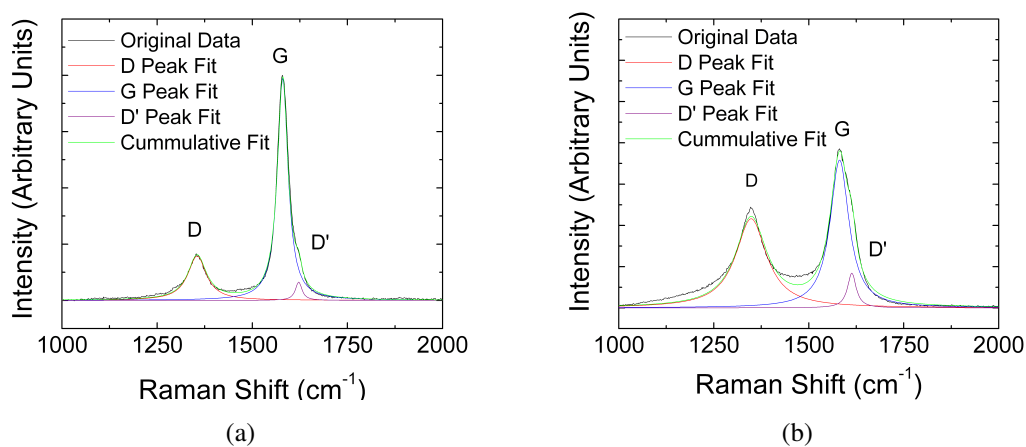 Intensity (Arbitrary Units)
Original Data
D Peak Fit
G Peak Fit
D' Peak Fit
Cummulative Fit
D
G
D'
1000 1250 1500 1750 2000
Raman Shift (cm-1)
(a)
Intensity (Arbitrary Units)
Original Data
D Peak Fit
G Peak Fit
D' Peak Fit
Cummulative Fit
D
G
D'
1000 1250 1500 1750 2000
Raman Shift (cm-1)
(b)